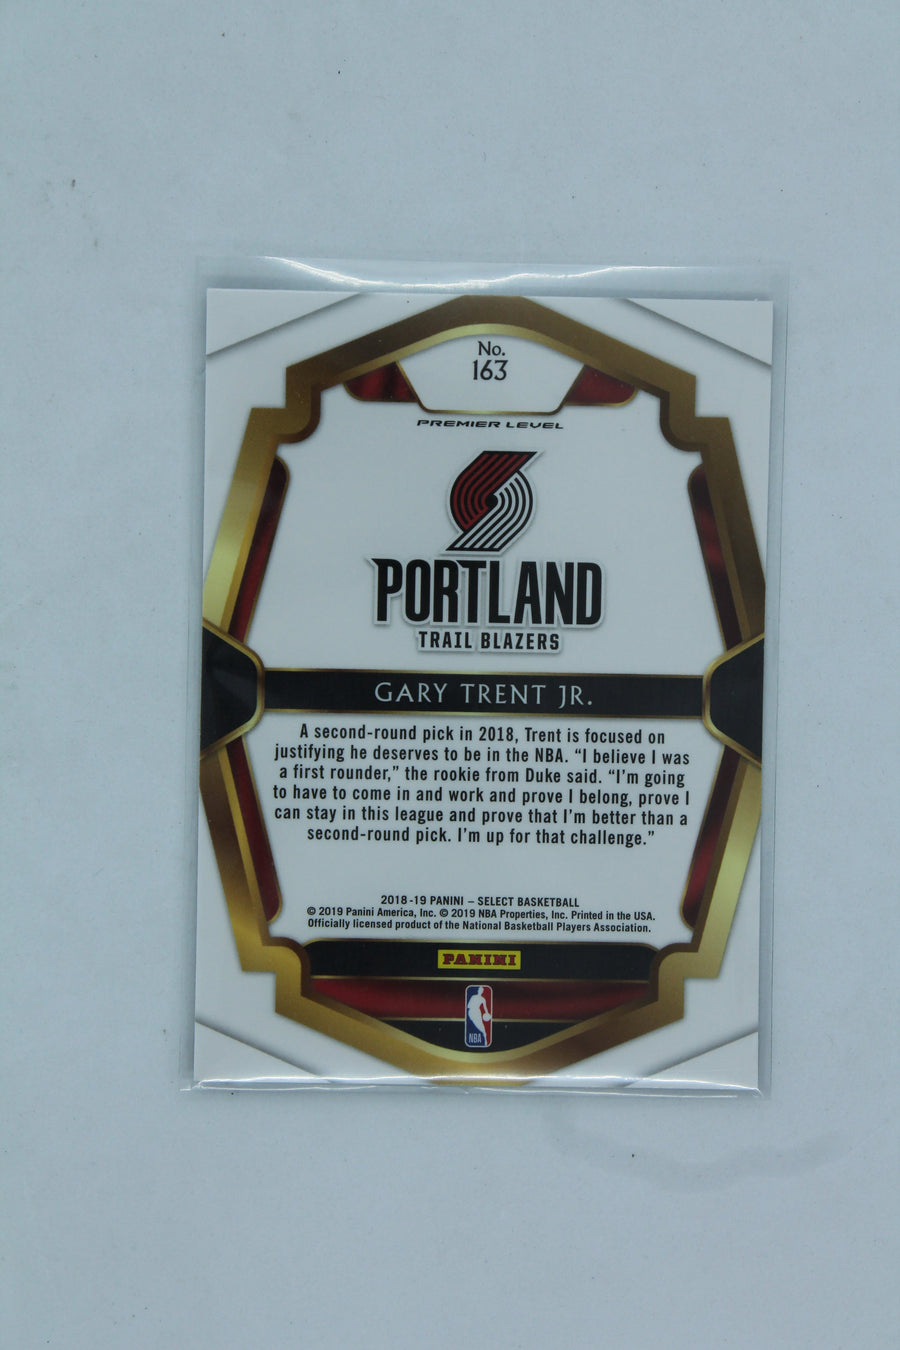 No.
163
PREMIER LEVEL
PORTLAND
TRAIL BLAZERS
GARY TRENT JR.
A second-round pick in 2018, Trent is focused on
justifying he deserves to be in the NBA. “I believe I was
a first rounder,” the rookie from Duke said. “I’m going
to have to come in and work and prove I belong, prove I
can stay in this league and prove that I’m better than a
second-round pick. I’m up for that challenge.”
2018-19 PANINI – SELECT BASKETBALL
© 2019 Panini America, Inc. © 2019 NBA Properties, Inc. Printed in the USA.
Officially licensed product of the National Basketball Players Association.
PANINI
NBA